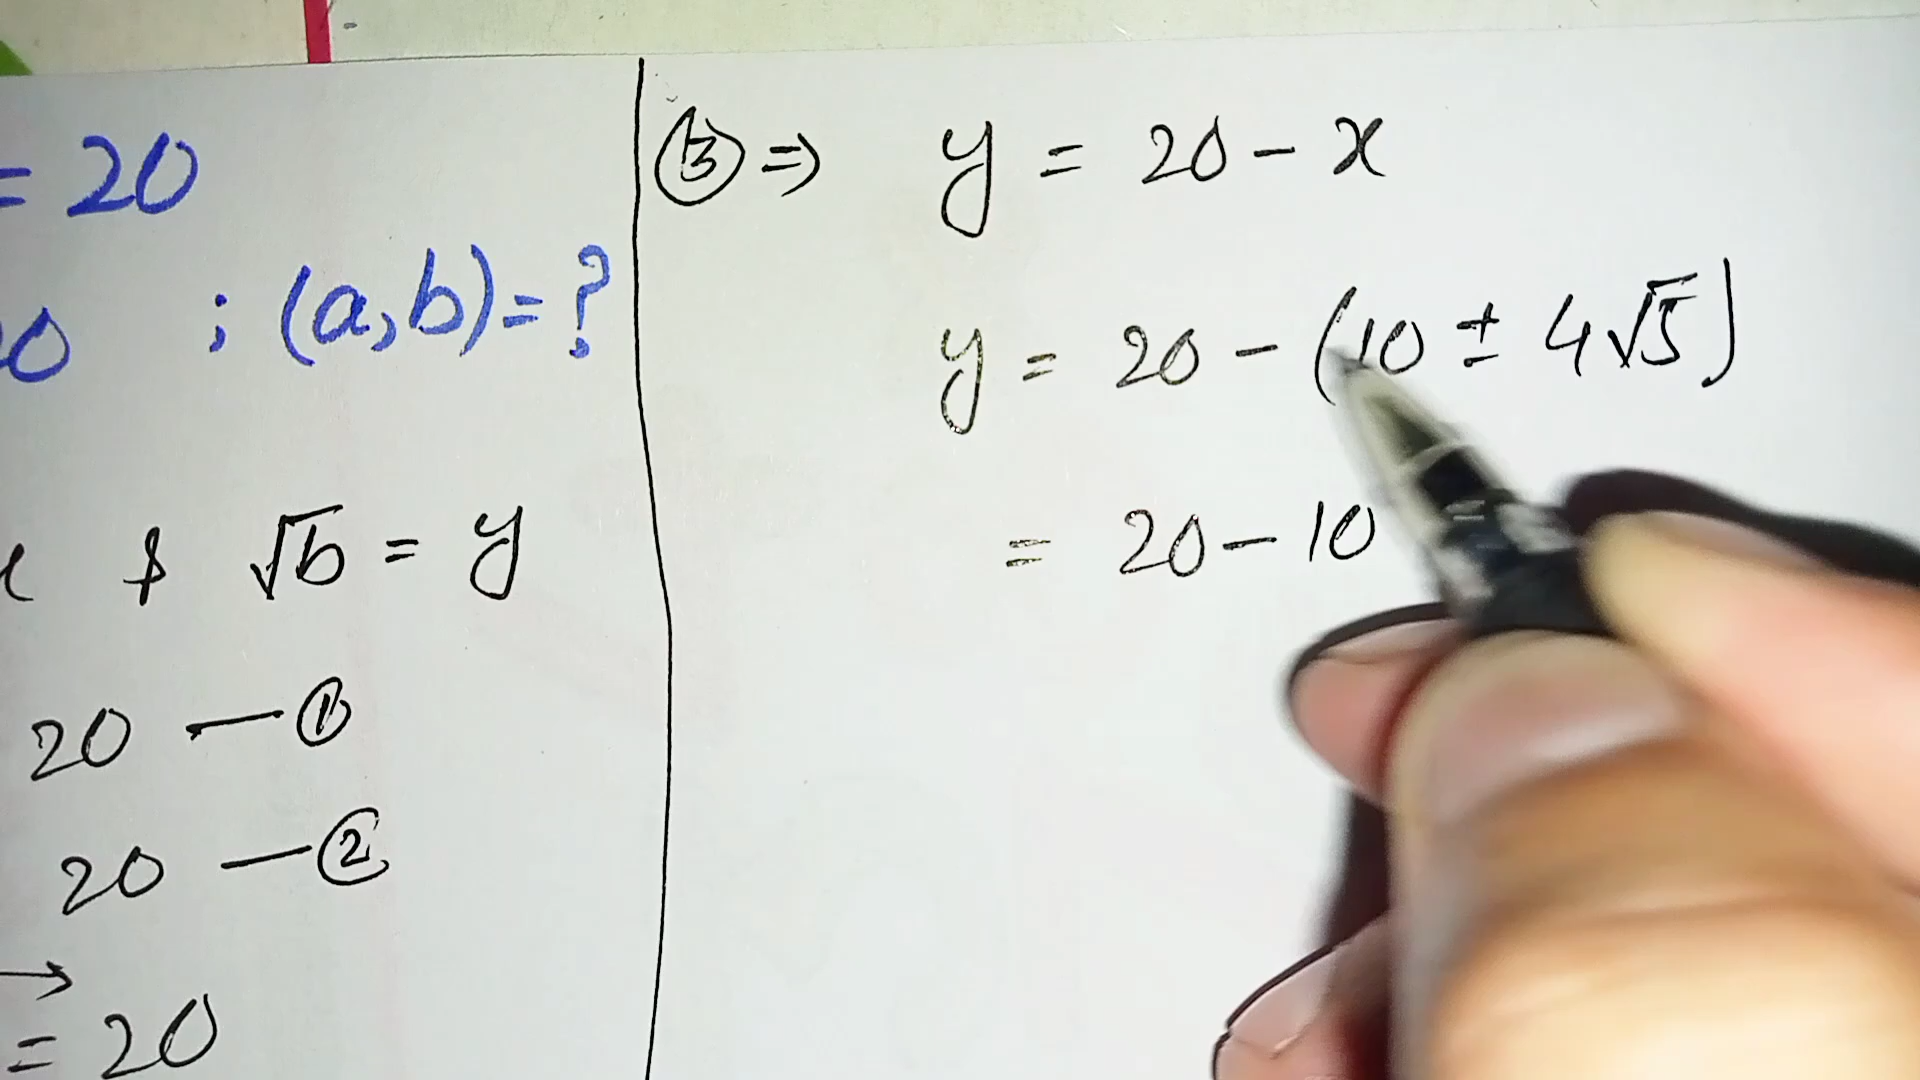 = 20
0 ; (a,b)=?
$ √b = y
20 — ①
20 — ②
→
= 20
③ ⇒ y = 20 - x
y = 20 - (10 ± 4√5)
= 20 - 10